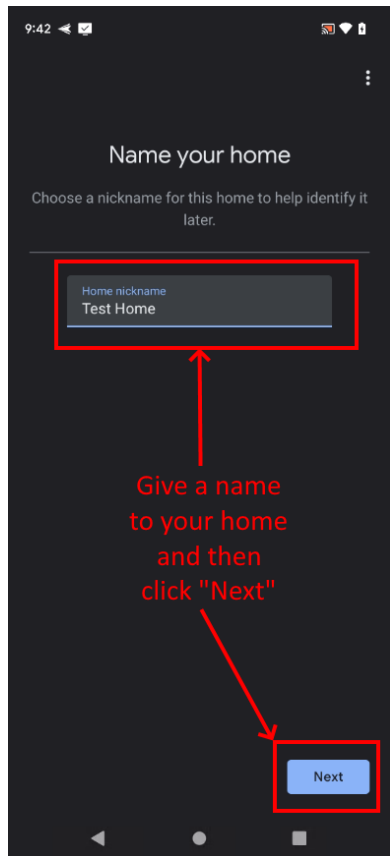 9:42
Name your home
Choose a nickname for this home to help identify it
later.
Home nickname
Test Home
Give a name
to your home
and then
click "Next"
Next